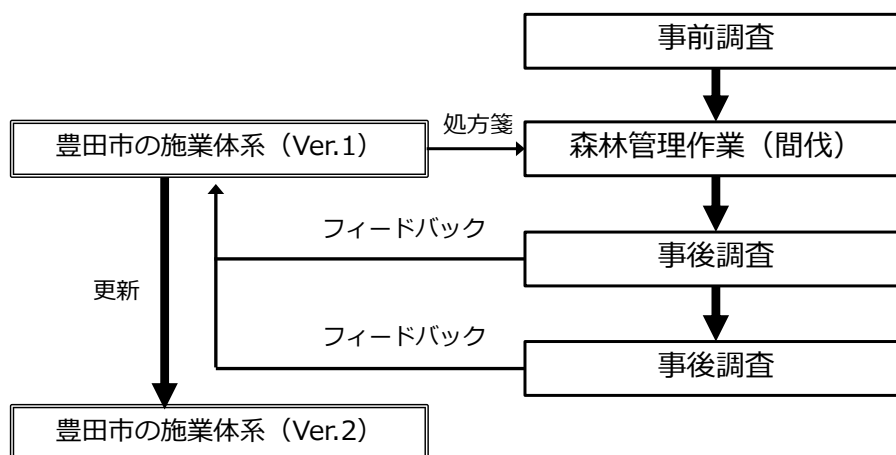 事前調査
処方箋
豊田市の施業体系（Ver.1）
森林管理作業（間伐）
フィードバック
事後調査
更新
フィードバック
事後調査
豊田市の施業体系（Ver.2）